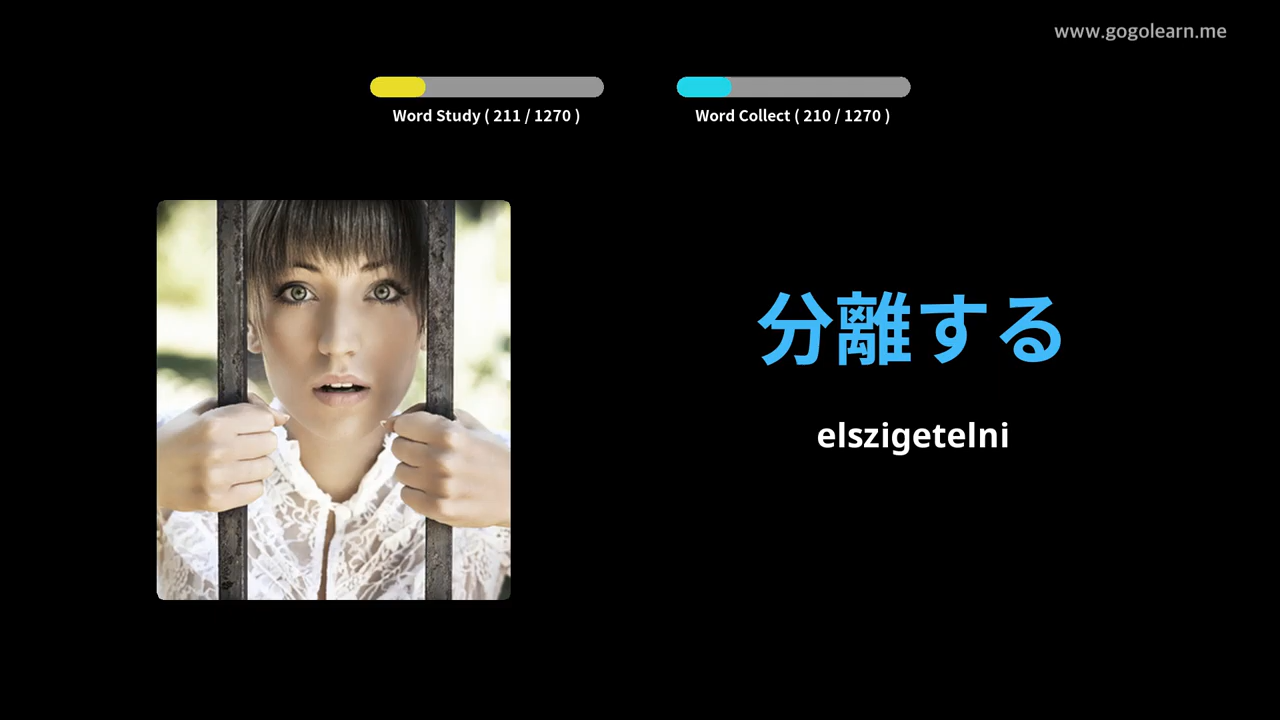 www.gogolearn.me
Word Study ( 211 / 1270 )
Word Collect ( 210 / 1270 )
分離する
elszigetelni